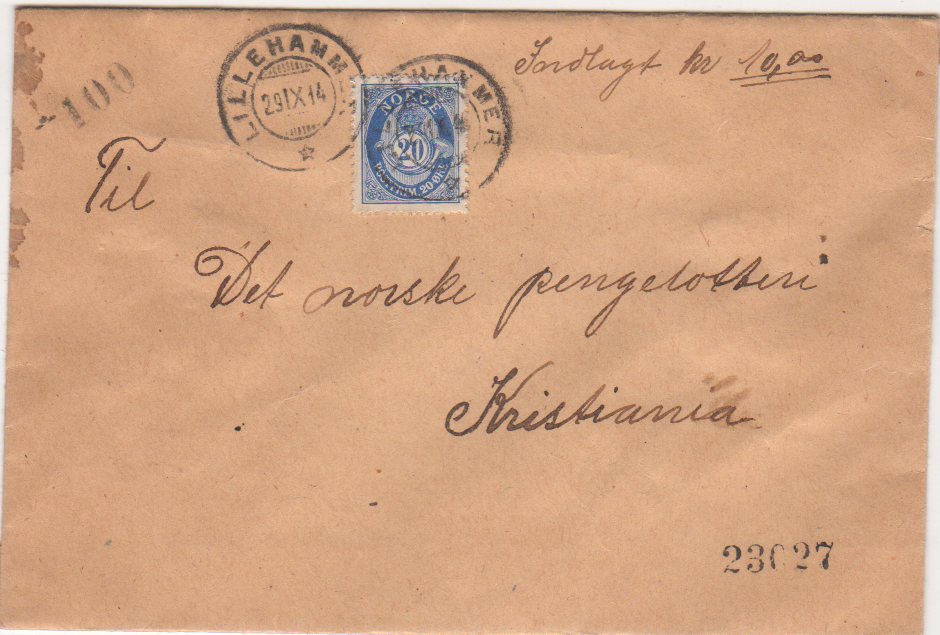 Indlagt kr 10,00
100
LILLEHAMMER
29 IX 14
LILLEHAMMER
NORGE
20
POSTFRIM. 20 ØRE
Til
Det norske pengelotteri
Kristiania
23027